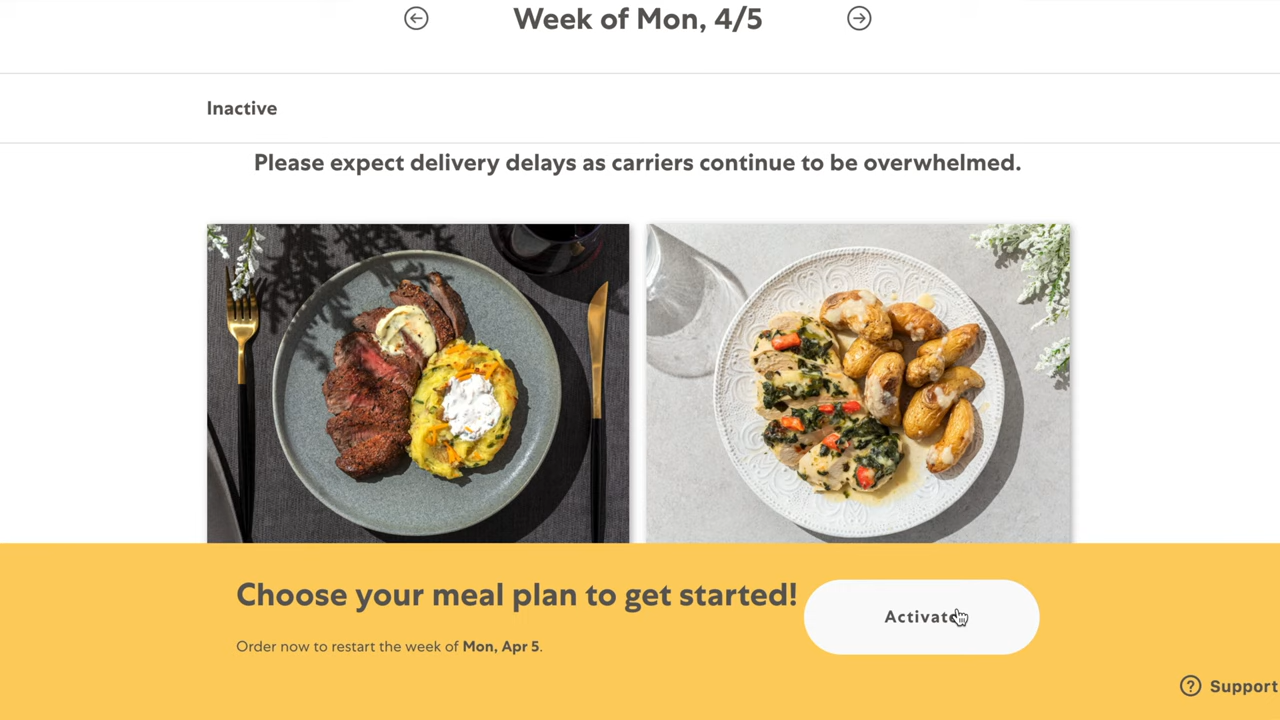 Week of Mon, 4/5
Inactive
Please expect delivery delays as carriers continue to be overwhelmed.
Choose your meal plan to get started!
Activate
Order now to restart the week of Mon, Apr 5.
Support